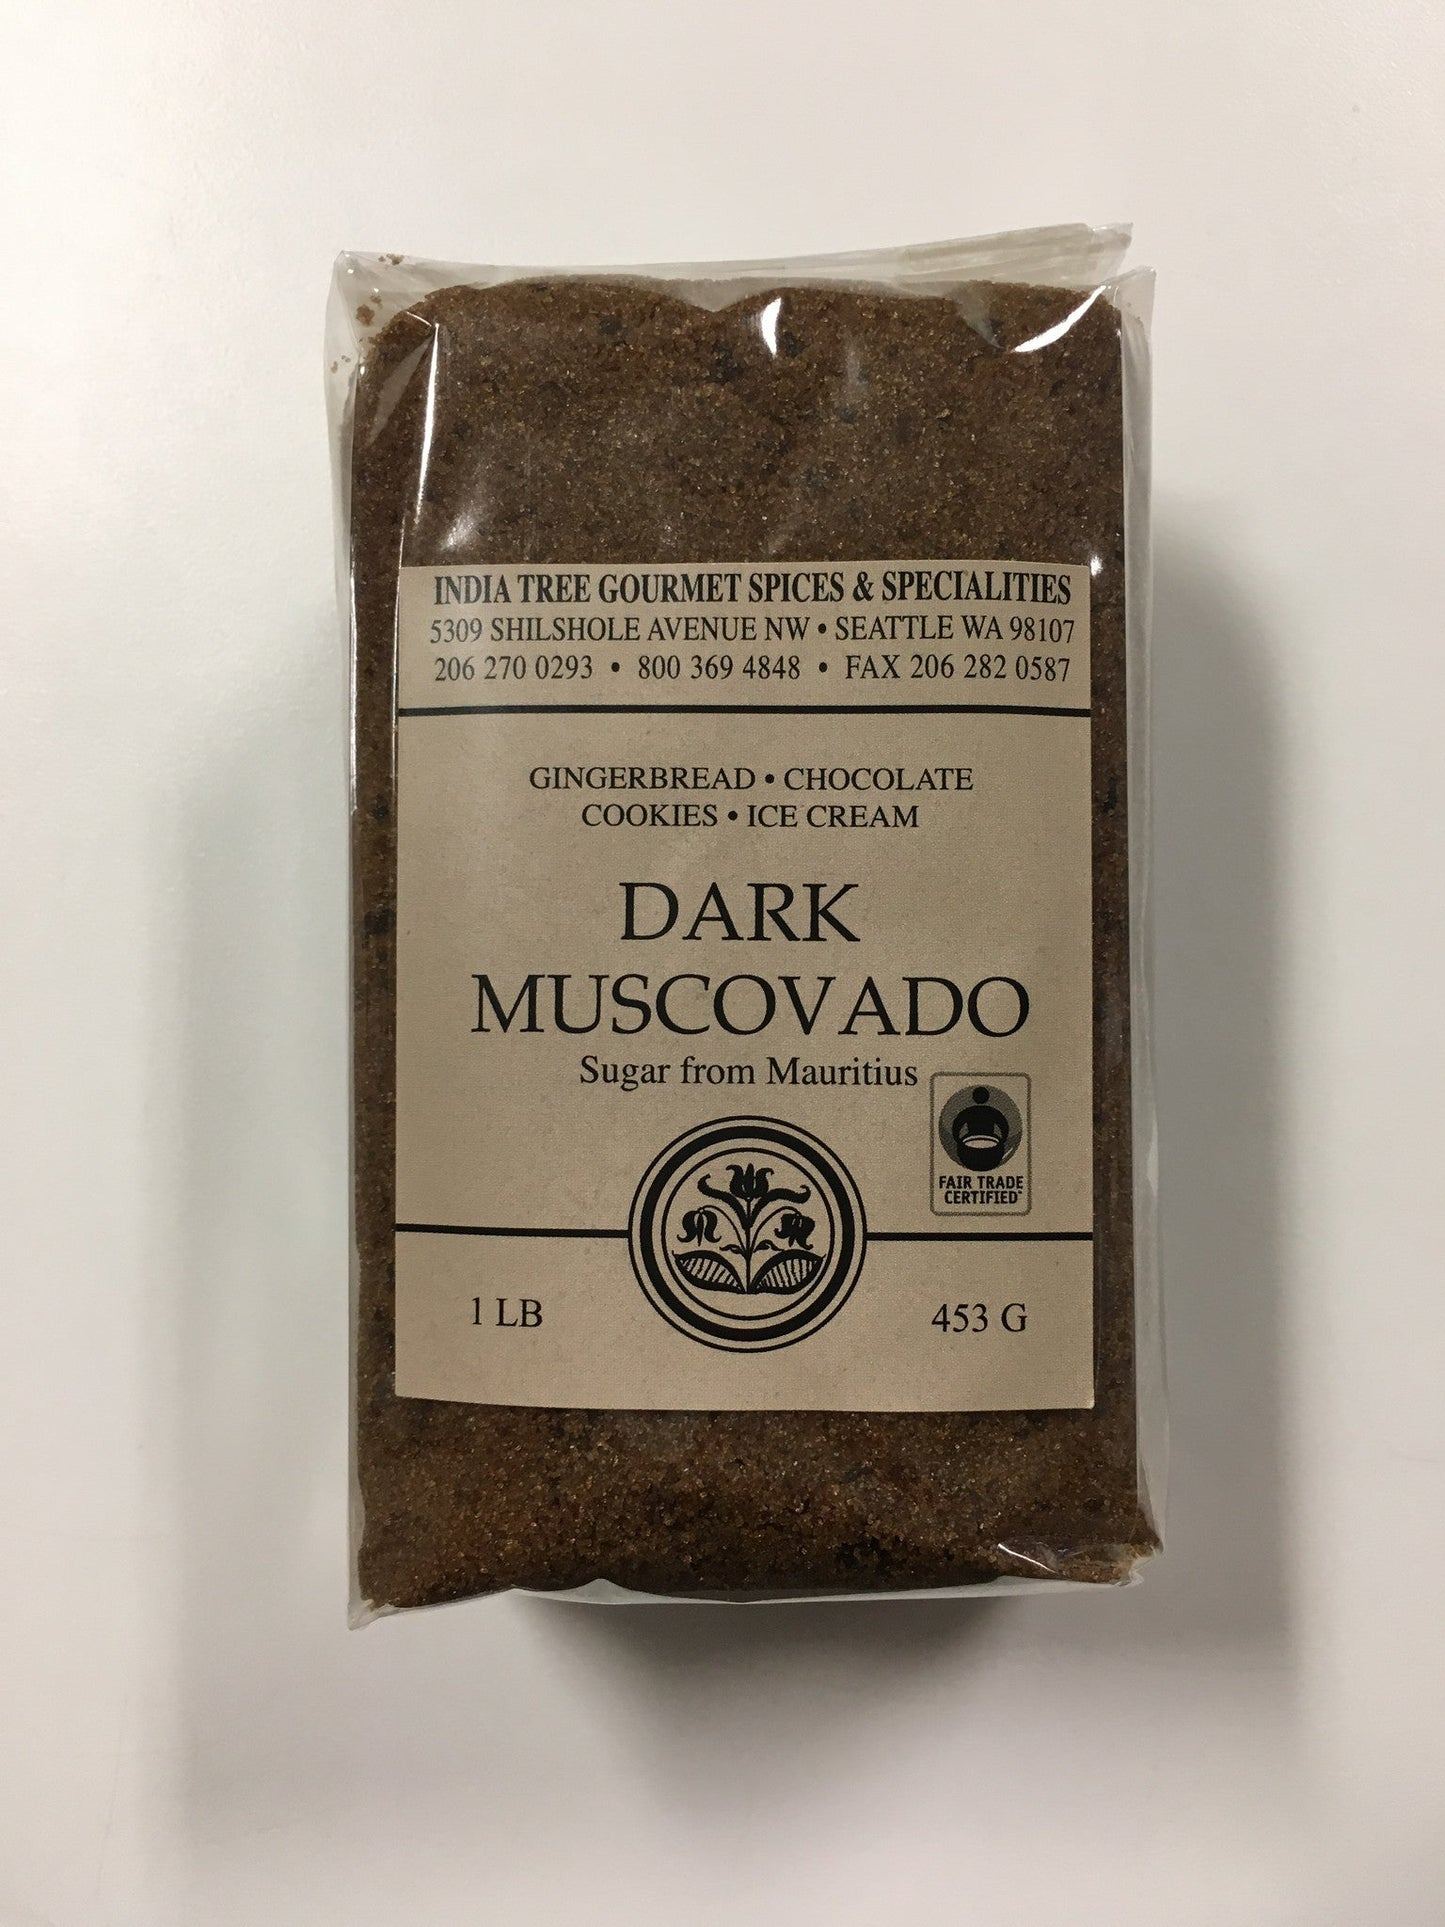 INDIA TREE GOURMET SPICES & SPECIALITIES
5309 SHILSHOLE AVENUE NW • SEATTLE WA 98107
206 270 0293 • 800 369 4848 • FAX 206 282 0587
GINGERBREAD • CHOCOLATE
COOKIES • ICE CREAM
DARK
MUSCOVADO
Sugar from Mauritius
FAIR TRADE
CERTIFIED™
1 LB
453 G